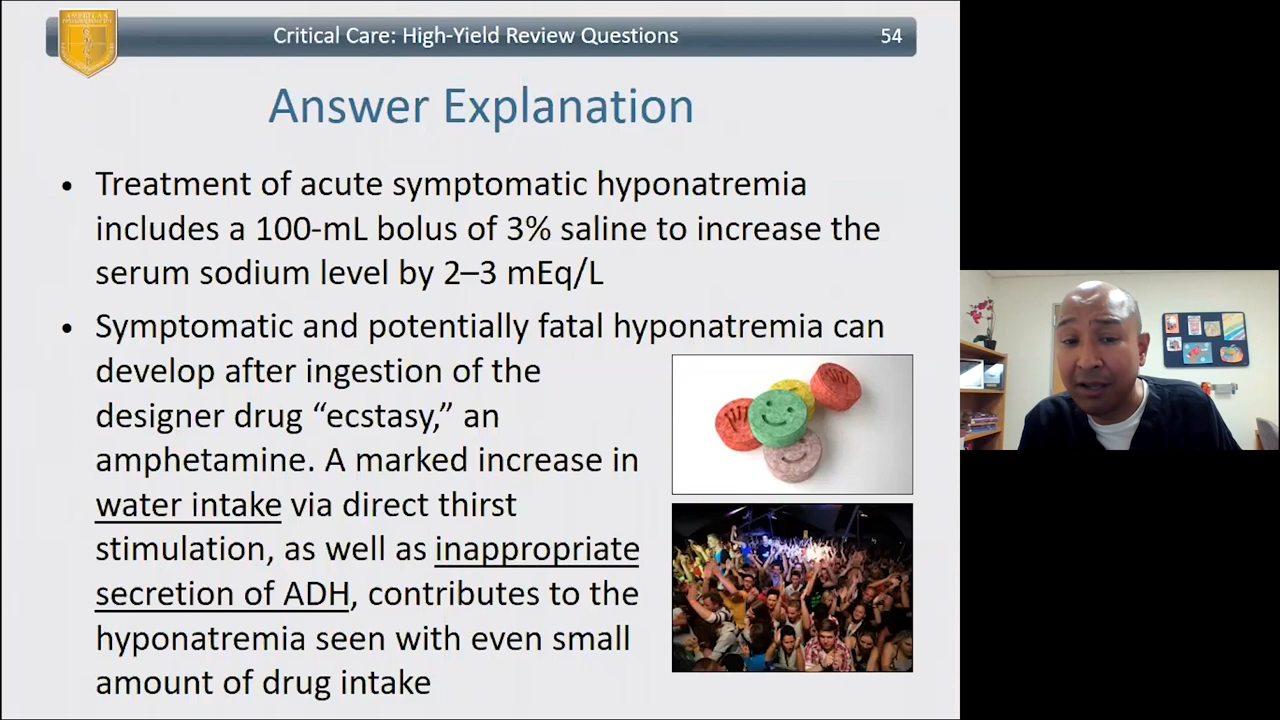 Critical Care: High-Yield Review Questions 54
Answer Explanation
• Treatment of acute symptomatic hyponatremia
includes a 100-mL bolus of 3% saline to increase the
serum sodium level by 2–3 mEq/L
• Symptomatic and potentially fatal hyponatremia can
develop after ingestion of the
designer drug “ecstasy,” an
amphetamine. A marked increase in
water intake via direct thirst
stimulation, as well as inappropriate
secretion of ADH, contributes to the
hyponatremia seen with even small
amount of drug intake